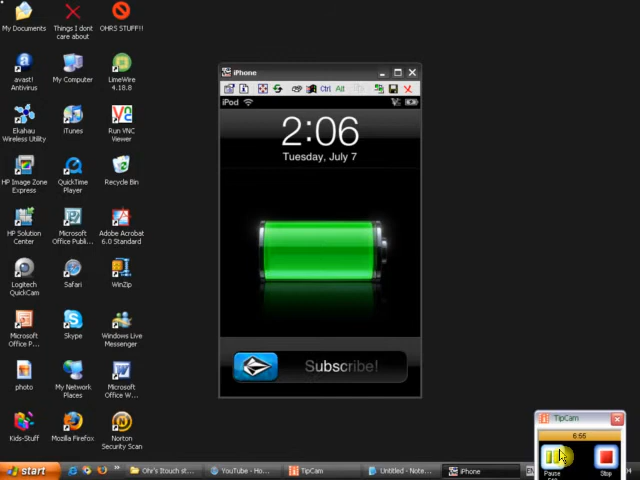 My Documents
Things I dont
care about
OHR5 STUFF!!
avast!
Antivirus
My Computer
LimeWire
4.18.8
Ekahau
Wireless Utility
iTunes
Run VNC
Viewer
HP Image Zone
Express
QuickTime
Player
Recycle Bin
HP Solution
Center
Microsoft
Office Publi...
Adobe Acrobat
6.0 Standard
Logitech
QuickCam
Safari
WinZip
Microsoft
Office P...
Skype
Windows Live
Messenger
photo
My Network
Places
Microsoft
Office W...
Kids-Stuff
Mozilla Firefox
Norton
Security Scan
iPhone
Ctrl Alt
iPod
2:06
Tuesday, July 7
Subscribe!
TipCam
6:55
Pause
Stop
start
Ohr's Itouch st...
YouTube - Ho...
TipCam
Untitled - Note...
iPhone